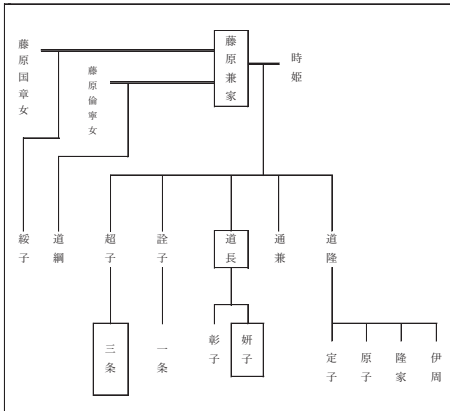 時姫
藤原兼家
藤原倫寧女
藤原国章女
道隆
通兼
道長
詮子
超子
道綱
綏子
伊周
隆家
原子
定子
妍子
彰子
一条
三条